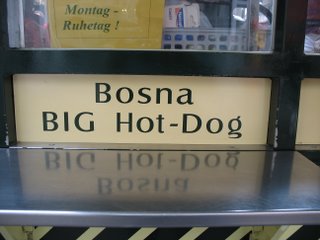 Montag -
Ruhetag !
Bosna
BIG Hot-Dog